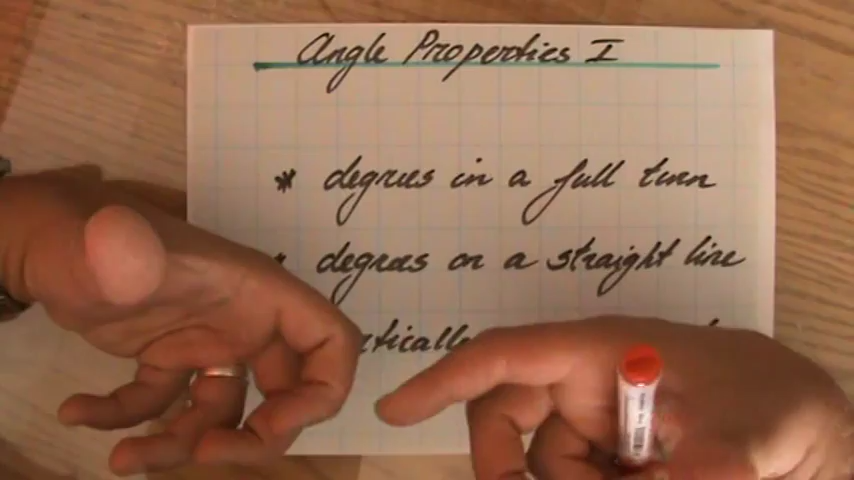 Angle Properties I
* degrees in a full turn
* degrees on a straight line